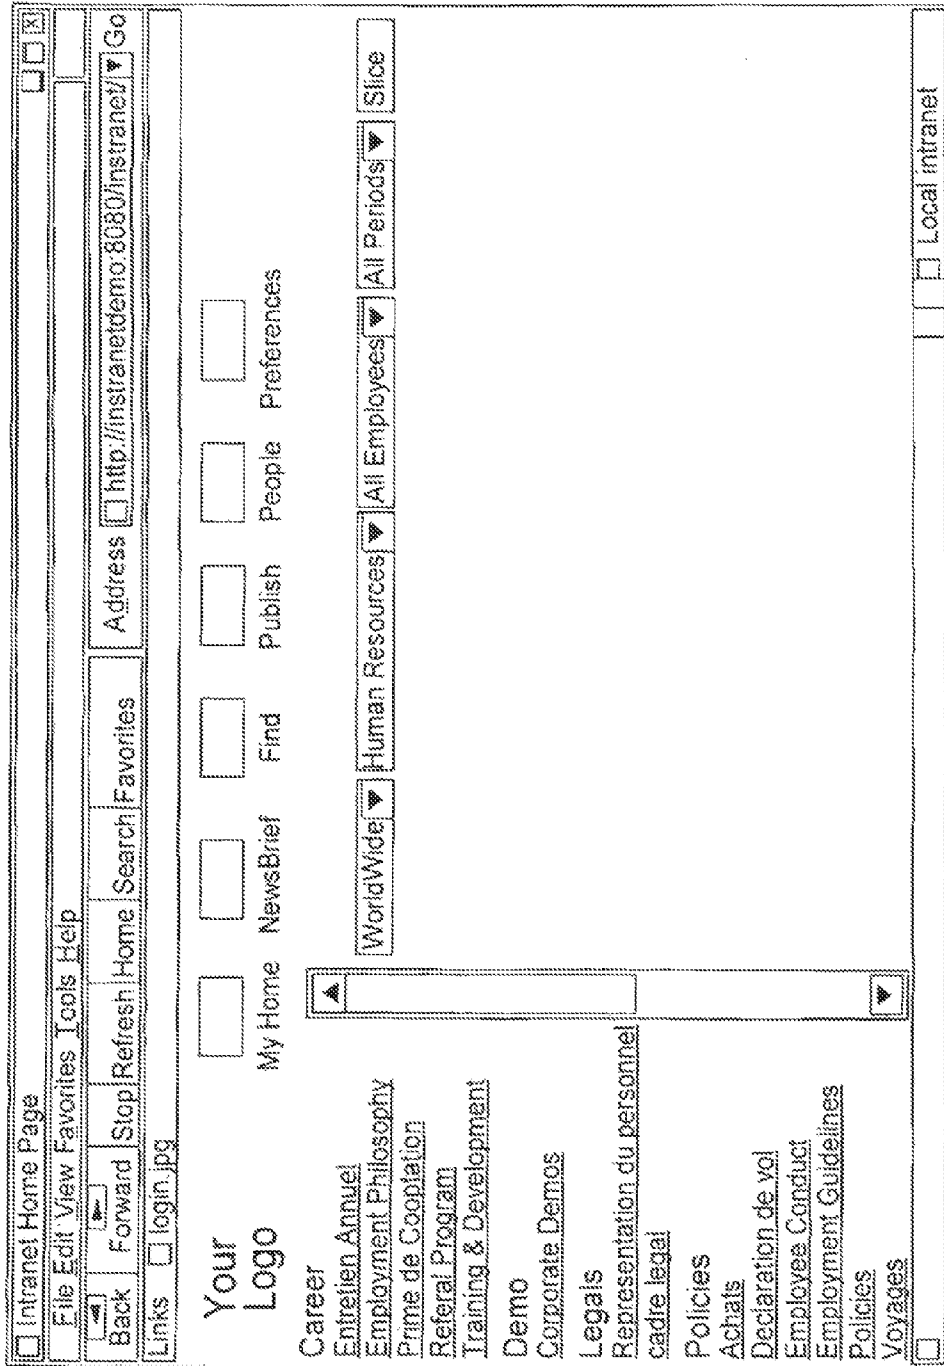 Intranet Home Page
File Edit View Favorites Tools Help
Back Forward Stop Refresh Home Search Favorites Address http://instranetdemo:8080/instranet/ Go
Links login.jpg
Your
Logo
My Home NewsBrief Find Publish People Preferences
WorldWide Human Resources All Employees All Periods Slice
Career
Entretien Annuel
Employment Philosophy
Prime de Cooptation
Referal Program
Training & Development
Demo
Corporate Demos
Legals
Representation du personnel
cadre legal
Policies
Achats
Declaration de vol
Employee Conduct
Employment Guidelines
Policies
Voyages
Local intranet